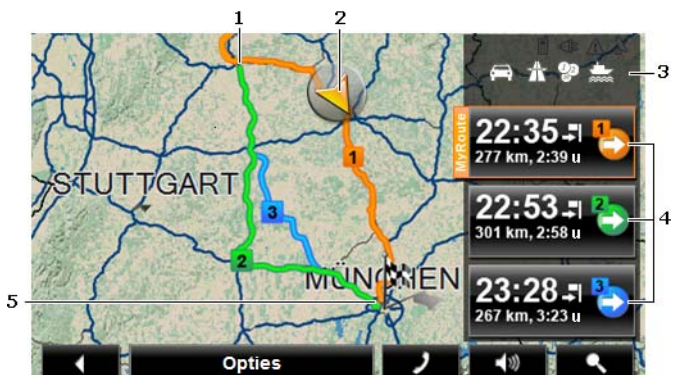 1
2
3
MyRoute
22:35
1
277 km, 2:39 u
4
22:53
2
301 km, 2:58 u
23:28
3
267 km, 3:23 u
STUTTGART
1
3
2
MÜNCHEN
5
Opties